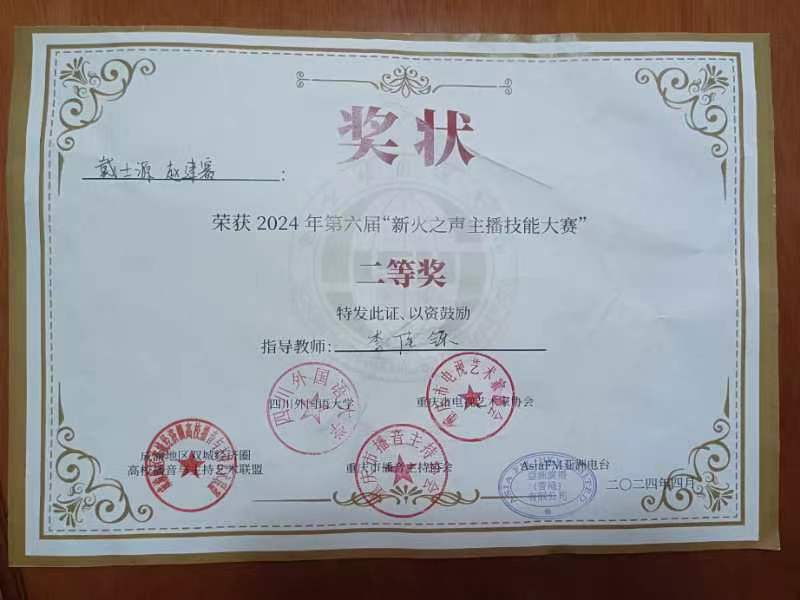 奖状
戴士源 赵建睿：
荣获 2024 年第六届“新火之声主播技能大赛”
二等奖
特发此证、以资鼓励
指导教师：李
四川外国语大学
重庆市电视艺术家协会
成渝地区双城经济圈
高校播音与主持艺术联盟
重庆市播音主持协会
AsiaFM亚洲电台
二〇二四年四月